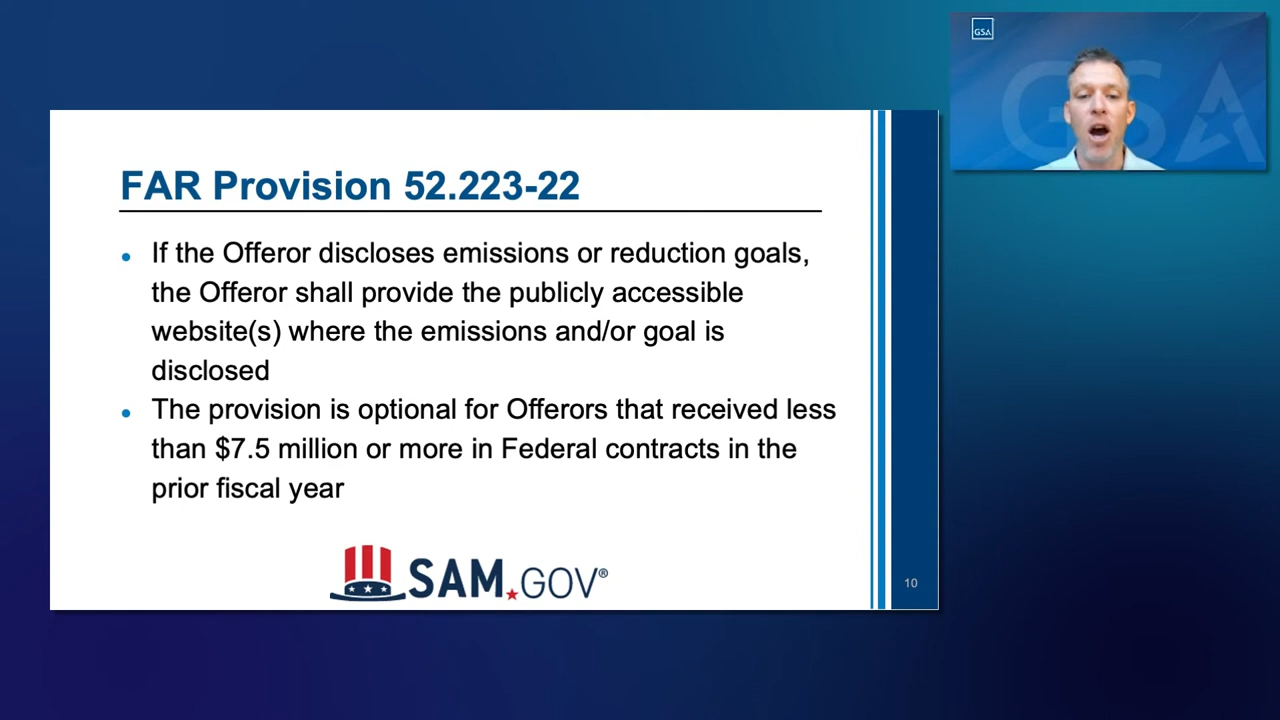 GSA
GSA
FAR Provision 52.223-22
• If the Offeror discloses emissions or reduction goals,
the Offeror shall provide the publicly accessible
website(s) where the emissions and/or goal is
disclosed
• The provision is optional for Offerors that received less
than $7.5 million or more in Federal contracts in the
prior fiscal year
SAM.GOV®
10